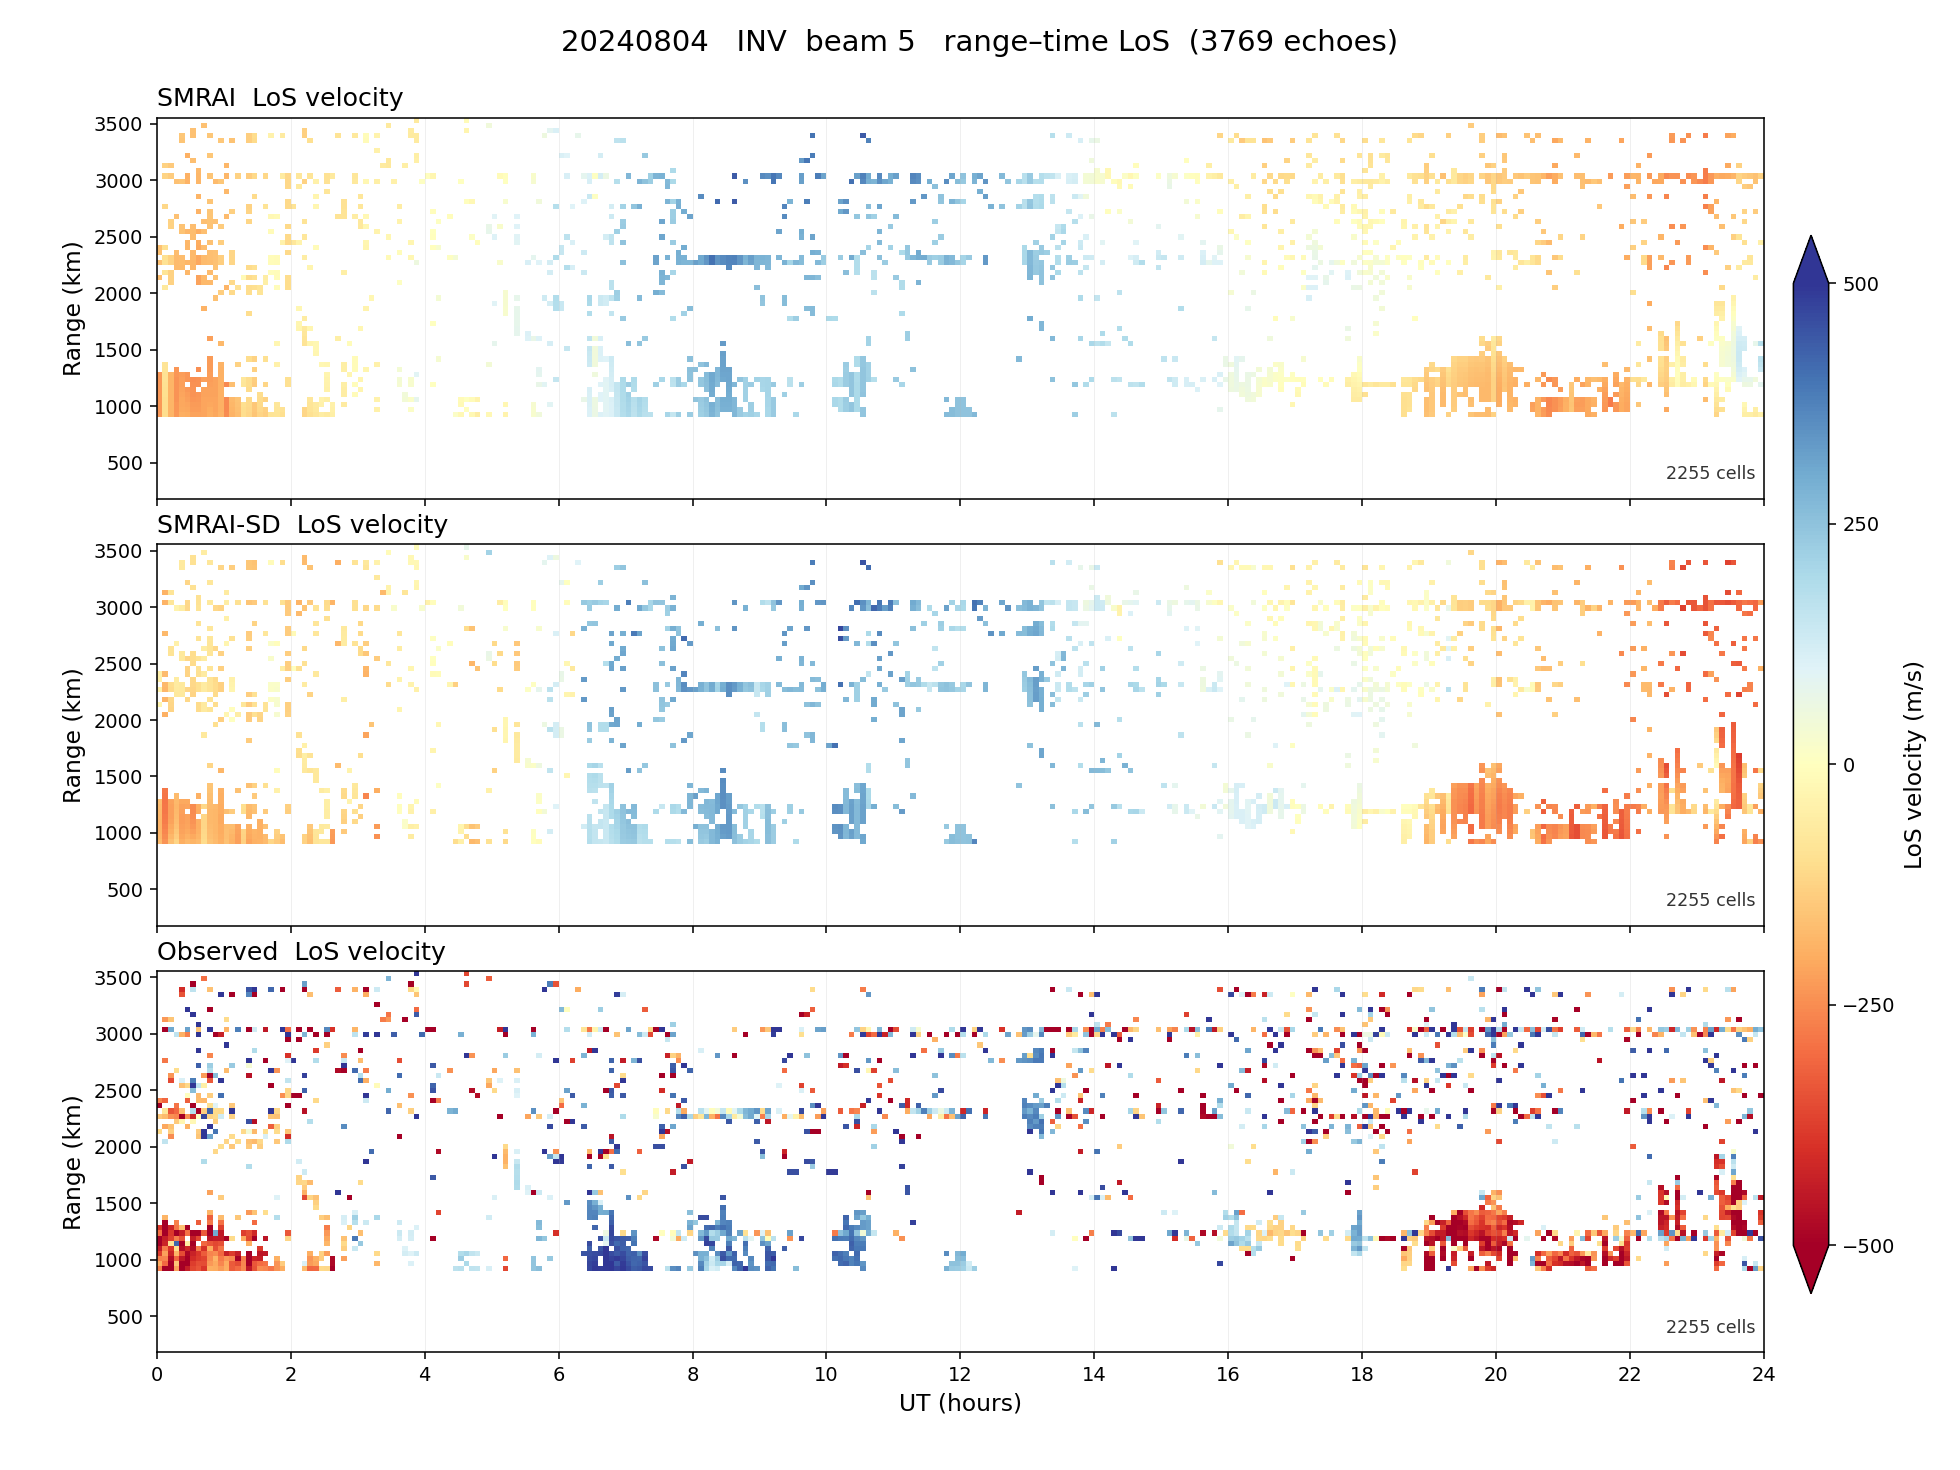 20240804   INV  beam 5   range–time LoS  (3769 echoes)
SMRAI  LoS velocity
3500
3000
2500
2000
1500
1000
500
Range (km)
2255 cells
SMRAI-SD  LoS velocity
3500
3000
2500
2000
1500
1000
500
Range (km)
2255 cells
Observed  LoS velocity
3500
3000
2500
2000
1500
1000
500
Range (km)
2255 cells
0 2 4 6 8 10 12 14 16 18 20 22 24
UT (hours)
500
250
0
−250
−500
LoS velocity (m/s)